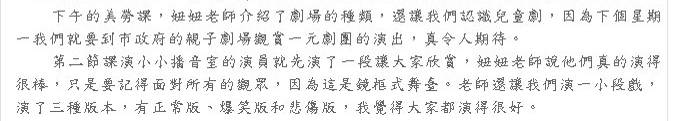 下午的美勞課，妞妞老師介紹了劇場的種類，還讓我們認識兒童劇，因為下個星期
一我們就要到市政府的親子劇場觀賞一元劇團的演出，真令人期待。
第二節課演小小播音室的演員就先演了一段讓大家欣賞，妞妞老師說他們真的演得
很棒，只是要記得面對所有的觀眾，因為這是鏡框式舞臺。老師還讓我們演一小段戲，
演了三種版本，有正常版、爆笑版和悲傷版，我覺得大家都演得很好。